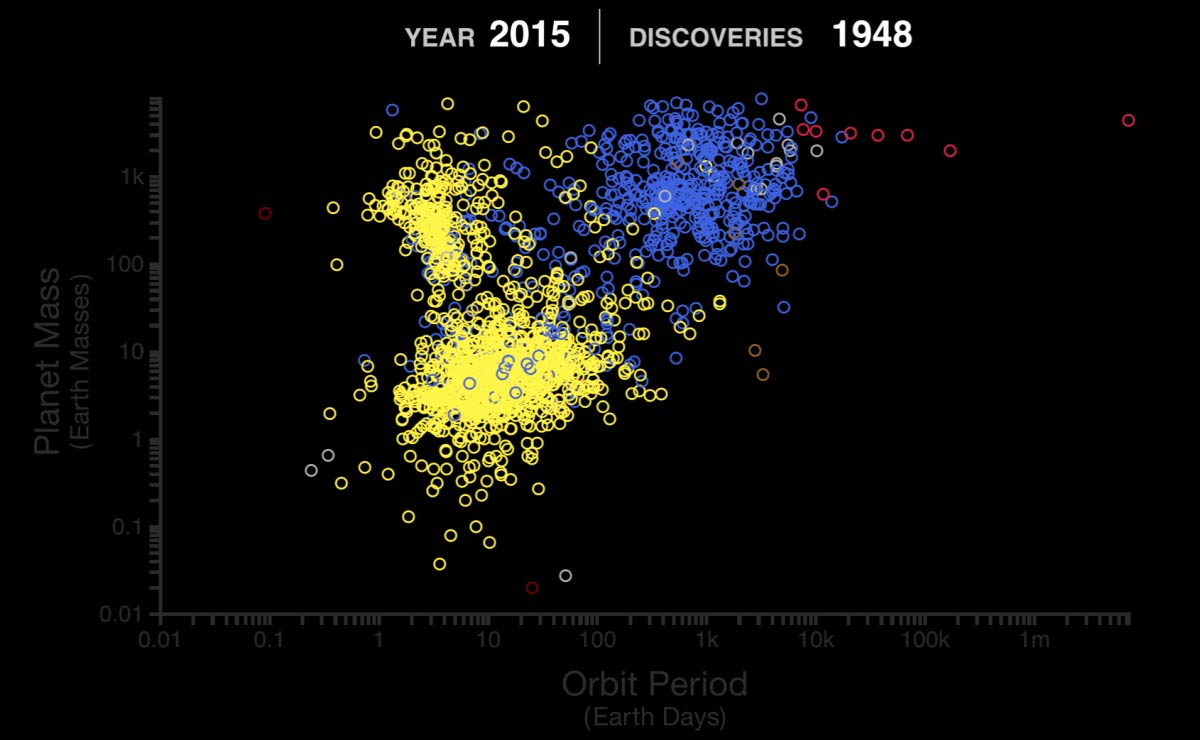 YEAR 2015 DISCOVERIES 1948
1k
100
10
1
0.1
0.01
Planet Mass
(Earth Masses)
0.01 0.1 1 10 100 1k 10k 100k 1m
Orbit Period
(Earth Days)